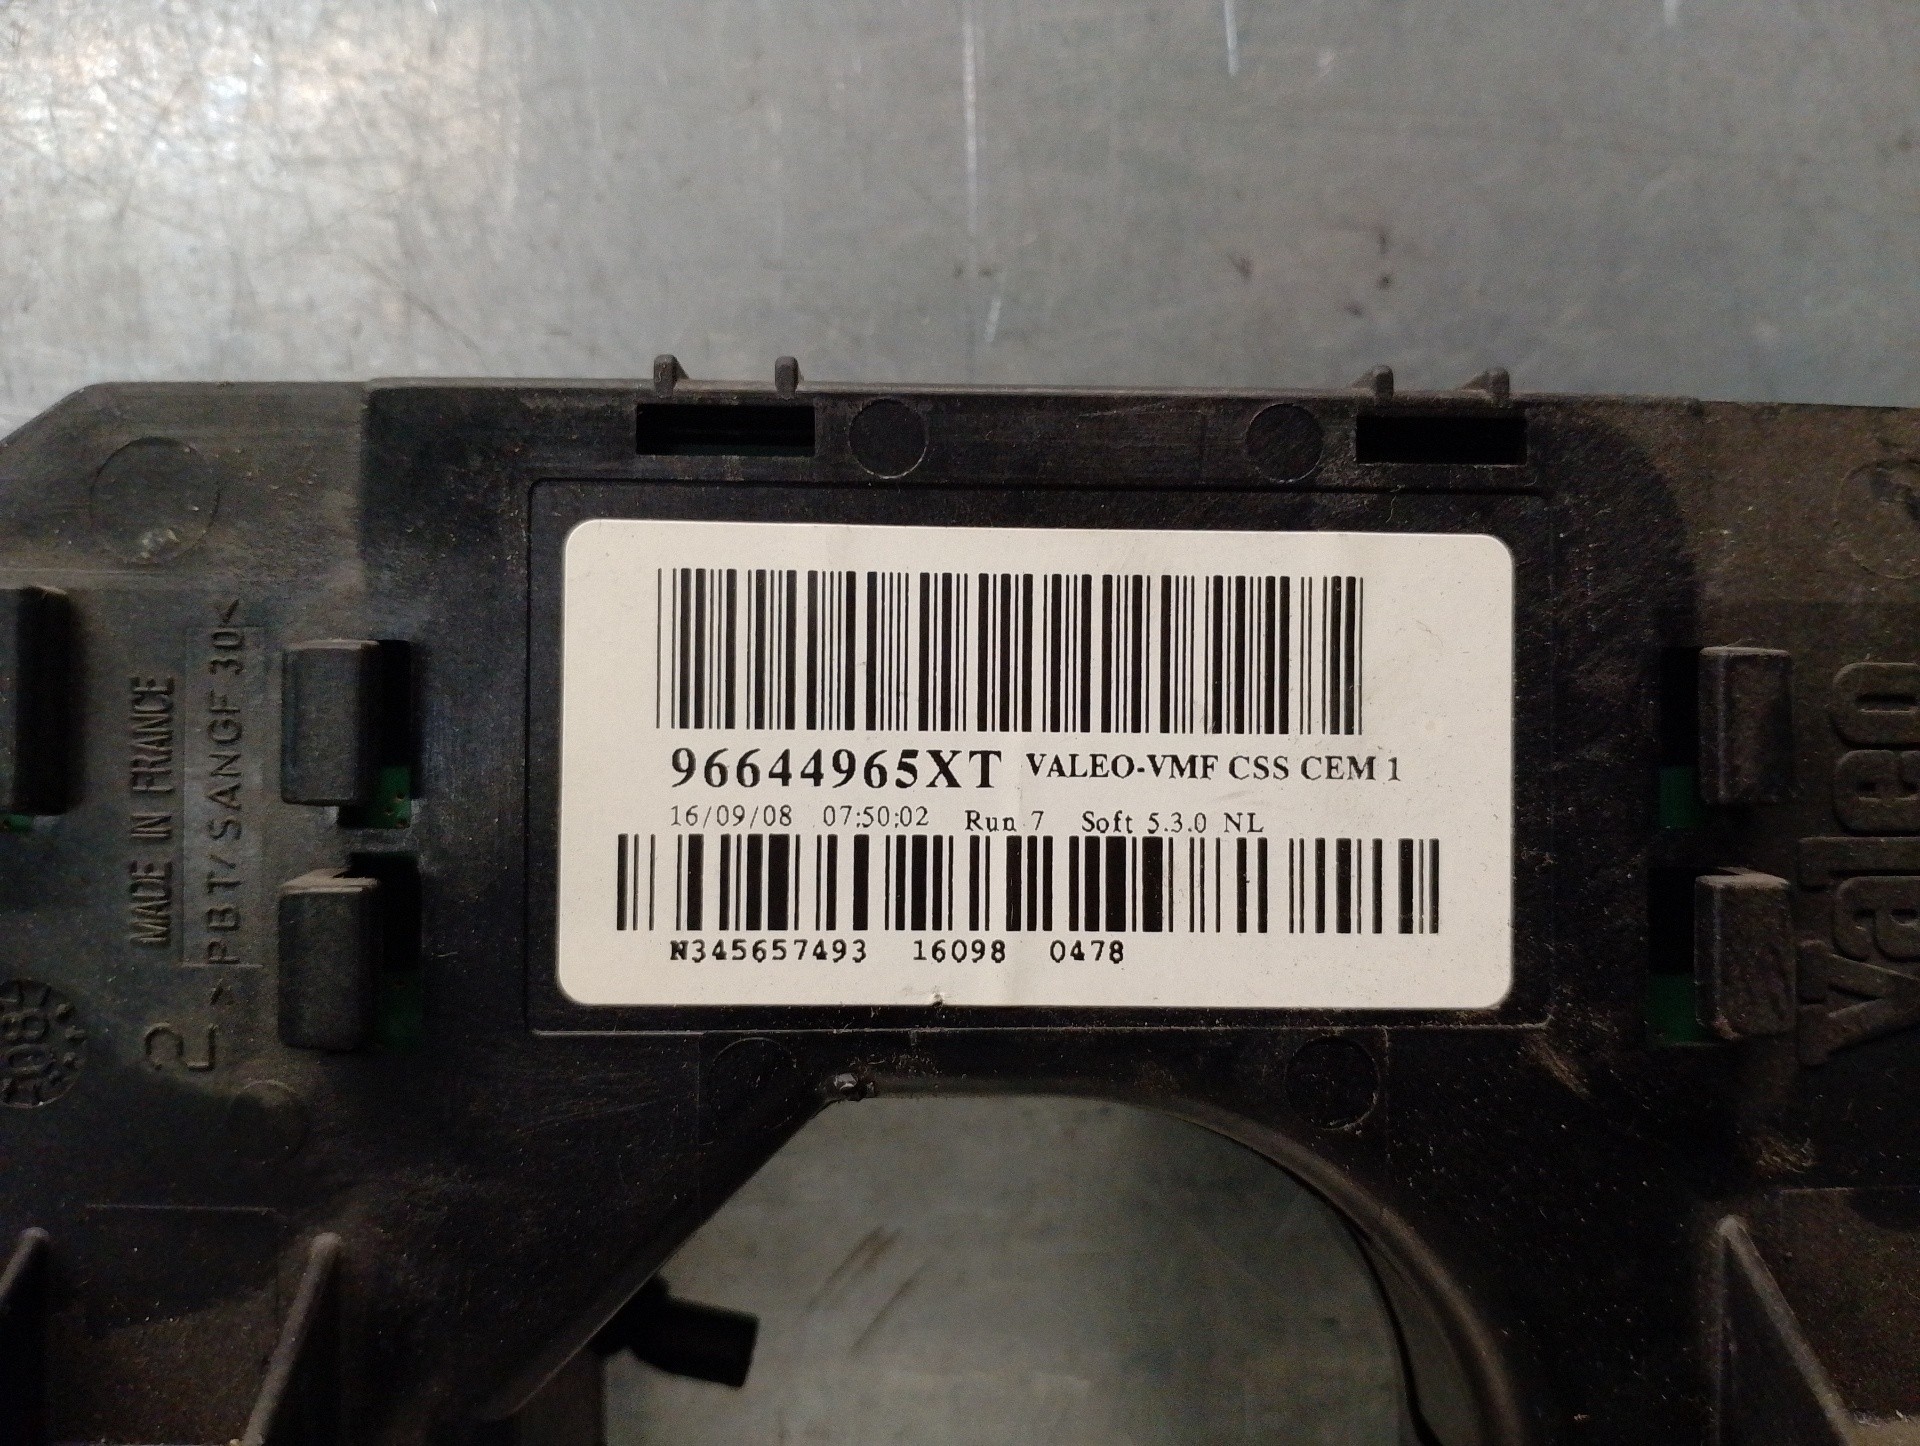 96644965XT VALEO-VMF CSS CEM 1
16/09/08 07:50:02 Run 7 Soft 5.3.0 NL
N345657493 16098 0478
MADE IN FRANCE
>PBT/SANGF 30<
2
Valeo